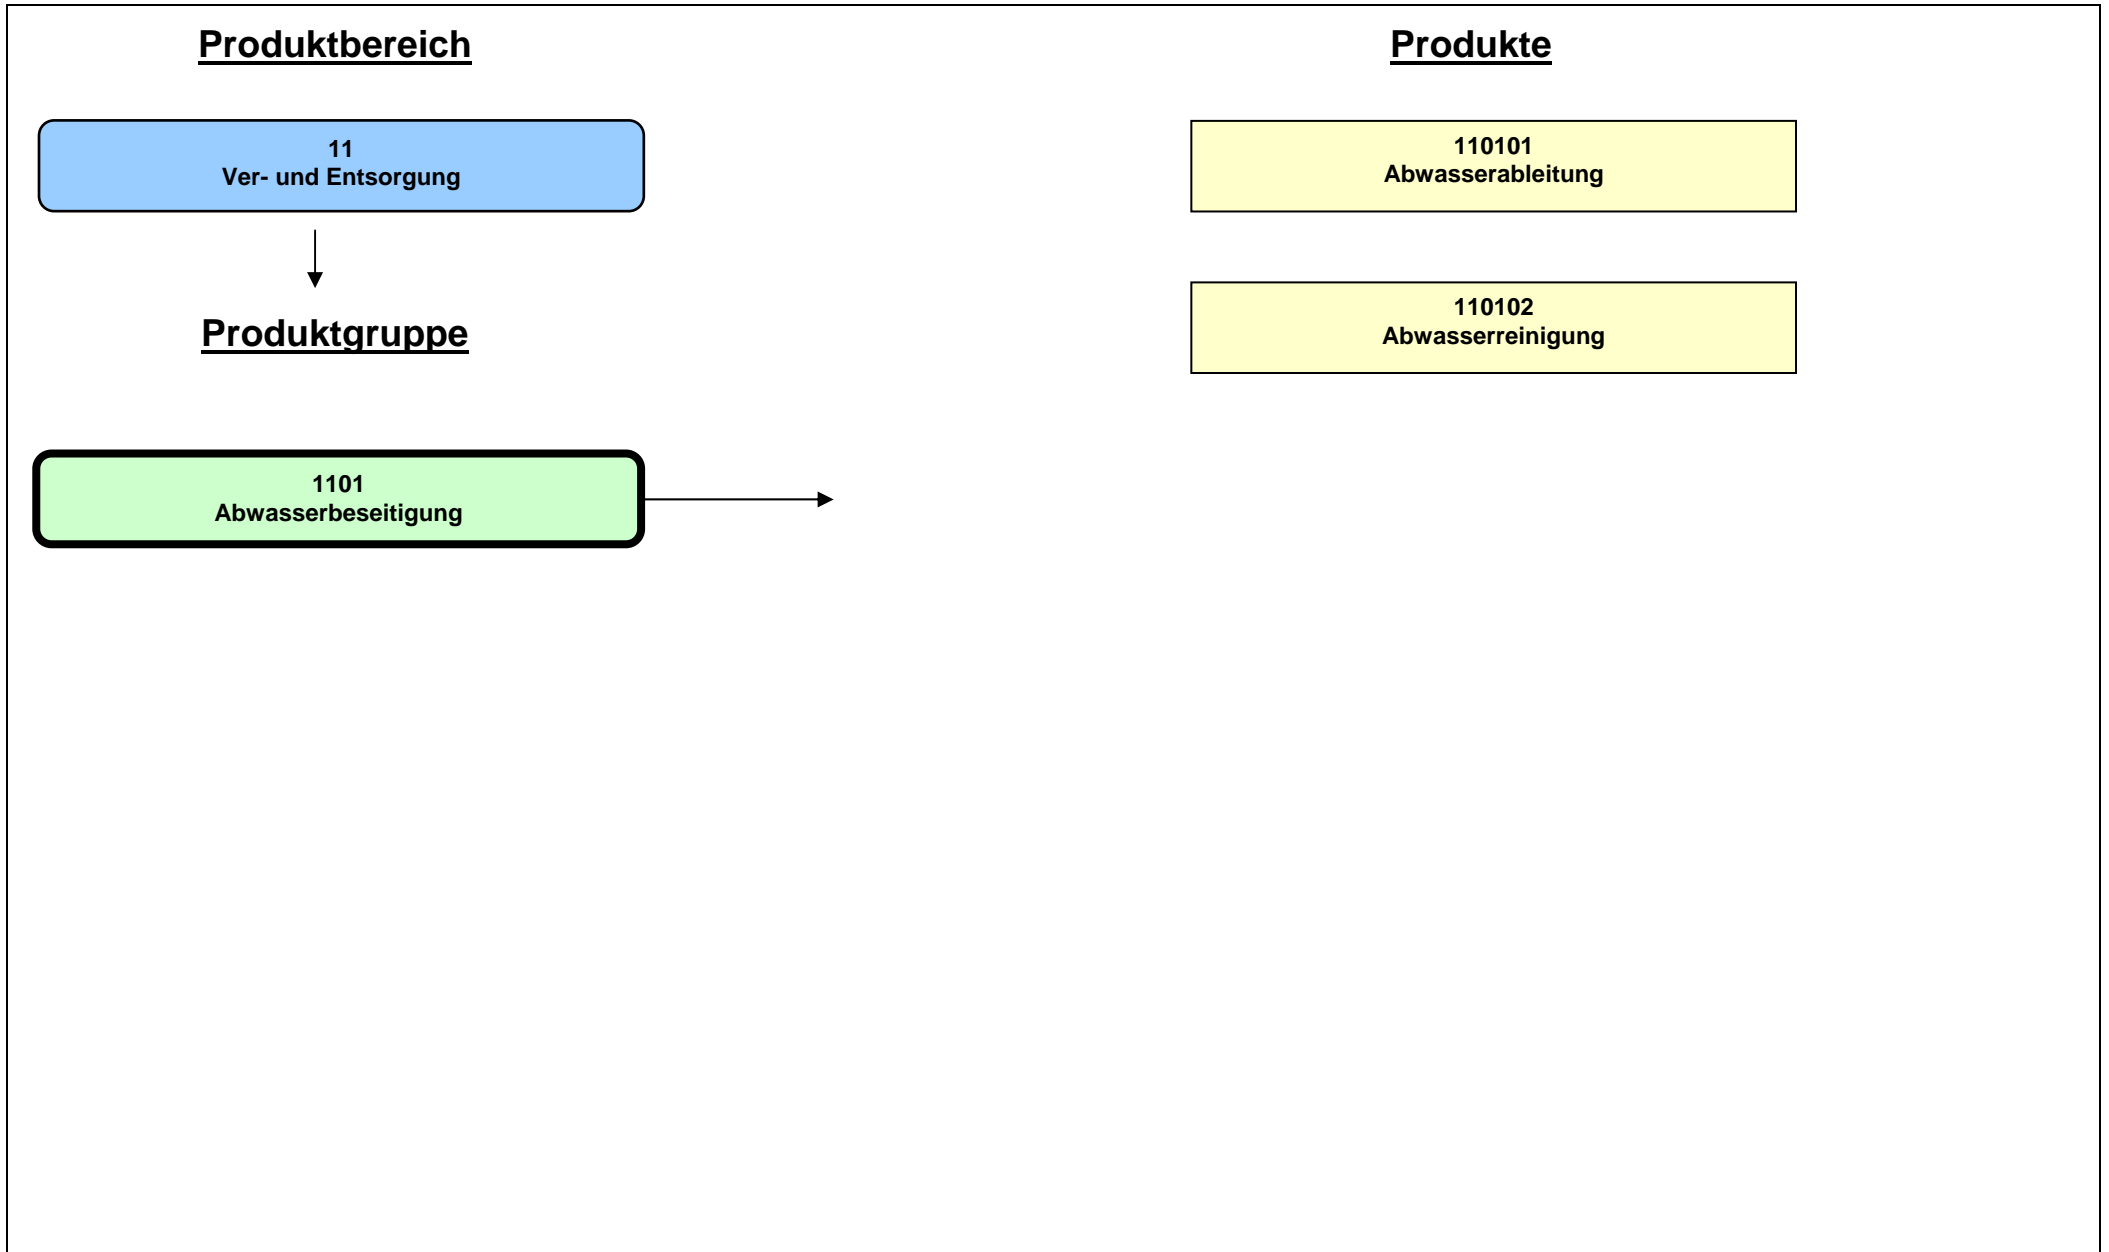 Produktbereich
11
Ver- und Entsorgung
Produktgruppe
1101
Abwasserbeseitigung
Produkte
110101
Abwasserableitung
110102
Abwasserreinigung